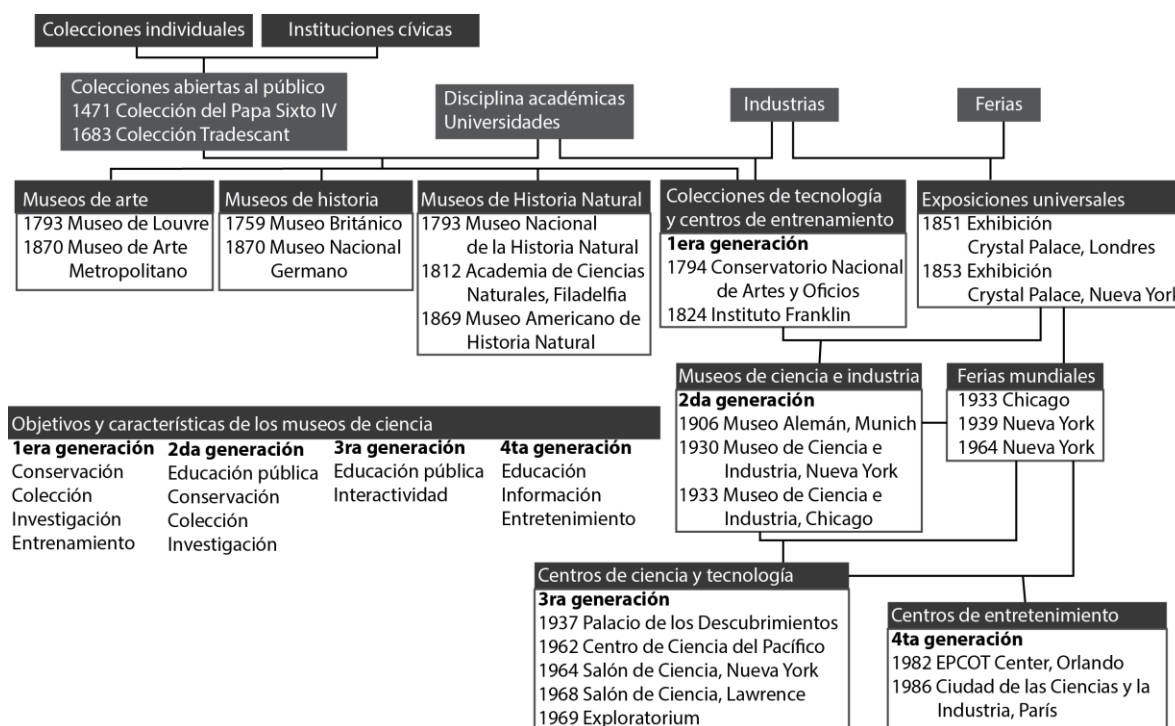 Colecciones individuales
Instituciones cívicas
Colecciones abiertas al público
1471 Colección del Papa Sixto IV
1683 Colección Tradescant
Disciplina académicas
Universidades
Industrias
Ferias
Museos de arte
1793 Museo de Louvre
1870 Museo de Arte
Metropolitano
Museos de historia
1759 Museo Británico
1870 Museo Nacional
Germano
Museos de Historia Natural
1793 Museo Nacional
de la Historia Natural
1812 Academia de Ciencias
Naturales, Filadelfia
1869 Museo Americano de
Historia Natural
Colecciones de tecnología
y centros de entrenamiento
1era generación
1794 Conservatorio Nacional
de Artes y Oficios
1824 Instituto Franklin
Exposiciones universales
1851 Exhibición
Crystal Palace, Londres
1853 Exhibición
Crystal Palace, Nueva York
Museos de ciencia e industria
2da generación
1906 Museo Alemán, Munich
1930 Museo de Ciencia e
Industria, Nueva York
1933 Museo de Ciencia e
Industria, Chicago
Ferias mundiales
1933 Chicago
1939 Nueva York
1964 Nueva York
Objetivos y características de los museos de ciencia
1era generación
Conservación
Colección
Investigación
Entrenamiento
2da generación
Educación pública
Conservación
Colección
Investigación
3ra generación
Educación pública
Interactividad
4ta generación
Educación
Información
Entretenimiento
Centros de ciencia y tecnología
3ra generación
1937 Palacio de los Descubrimientos
1962 Centro de Ciencia del Pacífico
1964 Salón de Ciencia, Nueva York
1968 Salón de Ciencia, Lawrence
1969 Exploratorium
Centros de entretenimiento
4ta generación
1982 EPCOT Center, Orlando
1986 Ciudad de las Ciencias y la
Industria, París